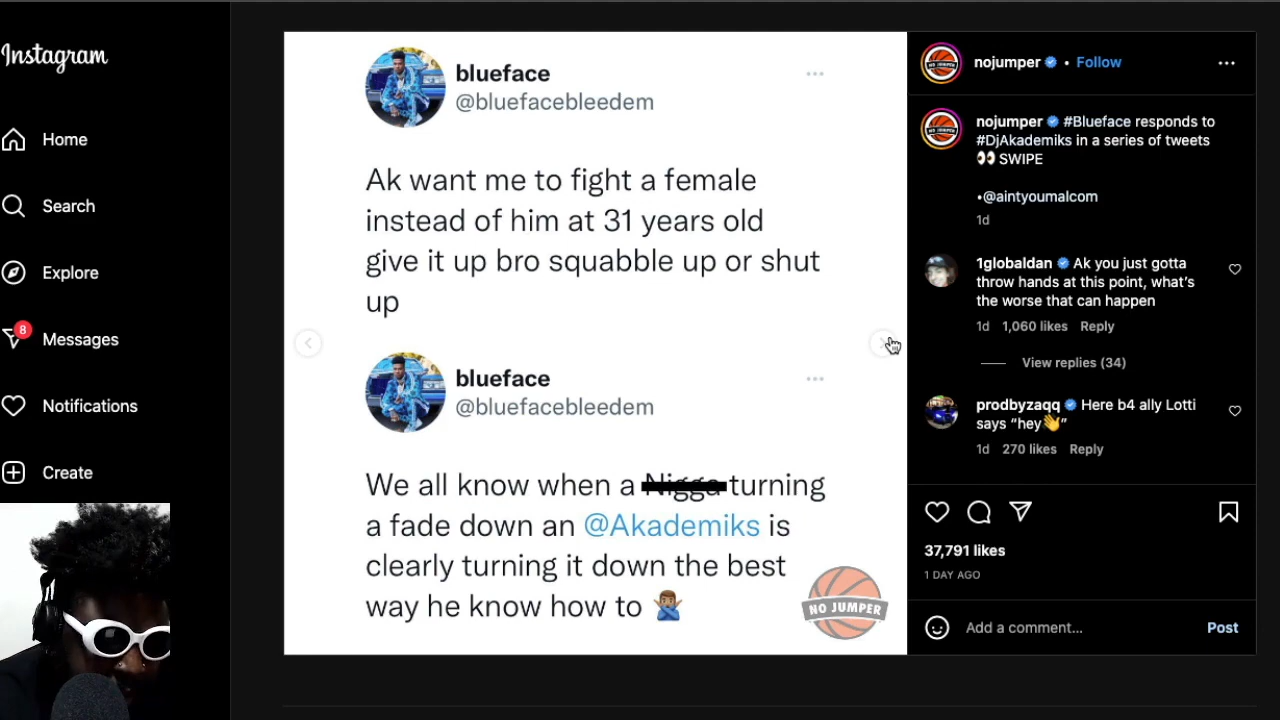 Instagram
Home
Search
Explore
8
Messages
Notifications
Create
blueface
@bluefacebleedem
Ak want me to fight a female
instead of him at 31 years old
give it up bro squabble up or shut
up
blueface
@bluefacebleedem
We all know when a Nigga turning
a fade down an @Akademiks is
clearly turning it down the best
way he know how to 🙅🏽‍♂️
NO JUMPER
nojumper • Follow
nojumper #Blueface responds to
#DjAkademiks in a series of tweets
👀 SWIPE
•@aintyoumalcom
1d
1globaldan Ak you just gotta
throw hands at this point, what's
the worse that can happen
1d 1,060 likes Reply
View replies (34)
prodbyzaqq Here b4 ally Lotti
says “hey👋”
1d 270 likes Reply
37,791 likes
1 DAY AGO
Add a comment... Post